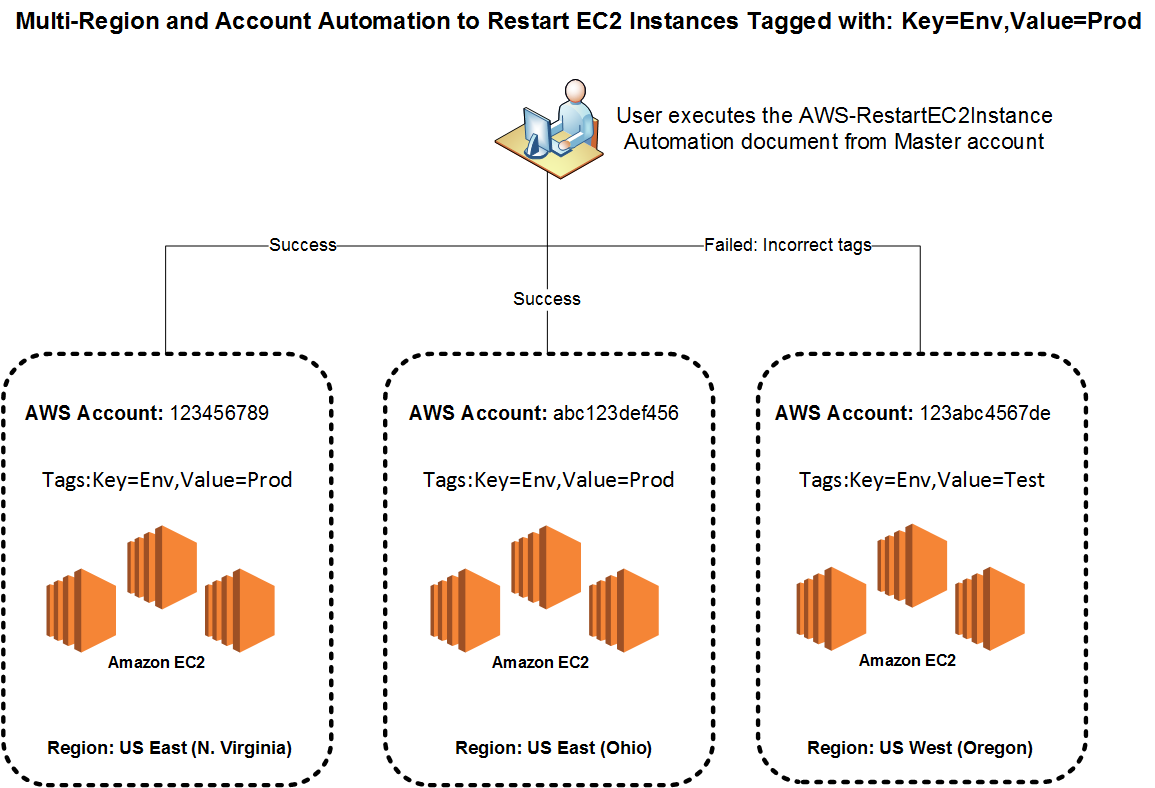 Multi-Region and Account Automation to Restart EC2 Instances Tagged with: Key=Env,Value=Prod
User executes the AWS-RestartEC2Instance
Automation document from Master account
Success
Failed: Incorrect tags
Success
AWS Account: 123456789
Tags:Key=Env,Value=Prod
Amazon EC2
Region: US East (N. Virginia)
AWS Account: abc123def456
Tags:Key=Env,Value=Prod
Amazon EC2
Region: US East (Ohio)
AWS Account: 123abc4567de
Tags:Key=Env,Value=Test
Amazon EC2
Region: US West (Oregon)